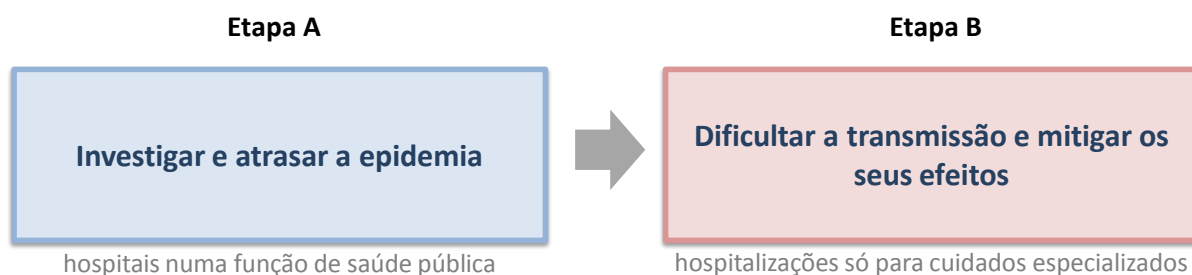 Etapa A
Etapa B
Investigar e atrasar a epidemia
Dificultar a transmissão e mitigar os
seus efeitos
hospitais numa função de saúde pública
hospitalizações só para cuidados especializados